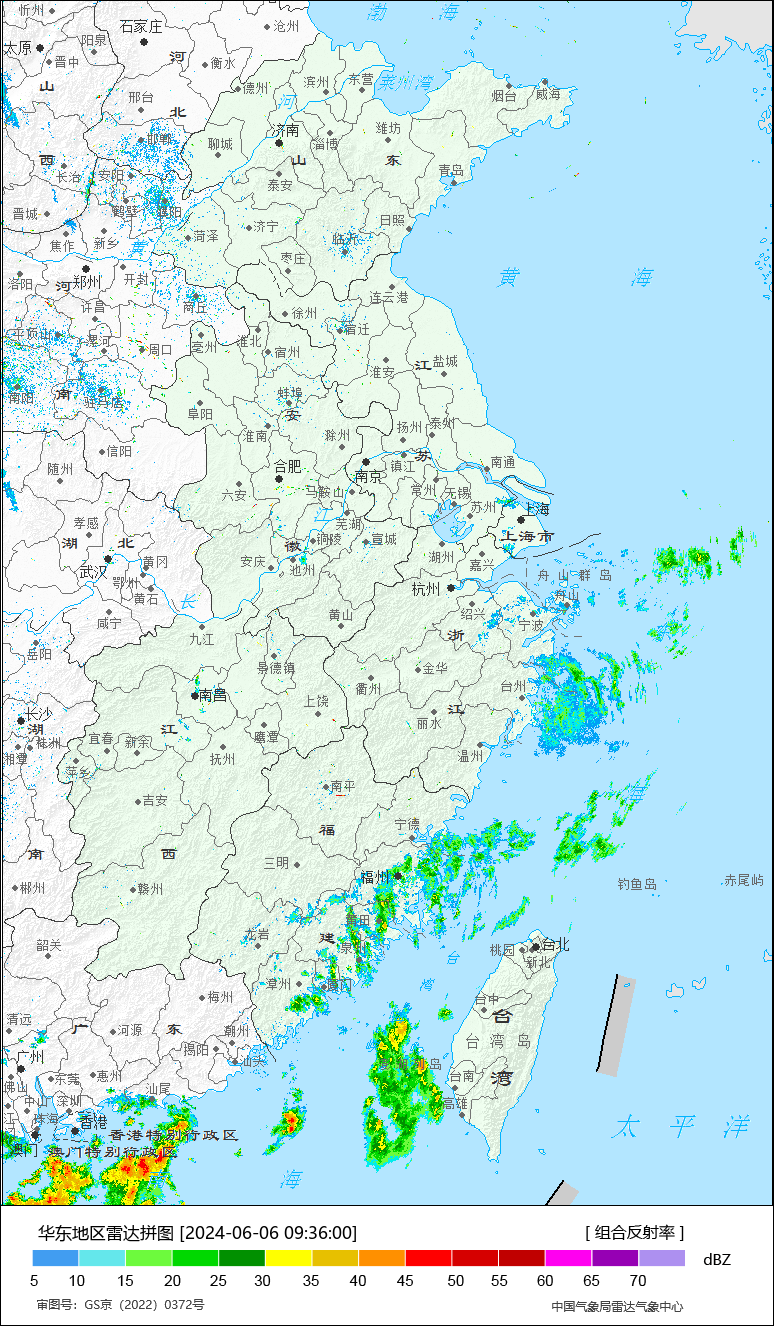 忻州
石家庄
沧州
渤 海
太原
阳泉
晋中
河
衡水
山
德州
滨州
东营
莱州湾
烟台
威海
邢台
北
河
济南
潍坊
邯郸
聊城
淄博
西
山
东
长治
安阳
泰安
青岛
晋城
鹤壁
濮阳
菏泽
济宁
日照
焦作
新乡
黄
临沂
枣庄
洛阳
河
郑州
开封
黄 海
许昌
商丘
徐州
连云港
平顶山
漯河
周口
亳州
淮北
宿州
宿迁
江
盐城
淮安
南阳
南
驻马店
阜阳
蚌埠
安
淮南
滁州
扬州
泰州
苏
信阳
随州
合肥
南京
镇江
南通
六安
马鞍山
常州
无锡
苏州
上海
孝感
江
芜湖
湖 北
徽
铜陵
宣城
上海市
武汉
黄冈
安庆
池州
湖州
嘉兴
鄂州
黄石
杭州
舟山群岛
舟山
长
咸宁
九江
黄山
绍兴
宁波
浙
岳阳
景德镇
金华
衢州
台州
南昌
上饶
江
长沙
湖
江
鹰潭
丽水
湘潭
株洲
宜春
新余
萍乡
抚州
温州
吉安
南平
海
福
宁德
南
西
三明
福州
郴州
赣州
钓鱼岛
赤尾屿
莆田
龙岩
建
泉州
韶关
桃园
台北
新北
台
湾
漳州
厦门
梅州
台中
清远
广
河源
东
潮州
台
台 湾 岛
揭阳
汕头
广州
惠州
东莞
佛山
台南
湾
汕尾
高雄
中山
深圳
江门
珠海
香港
香港特别行政区
澳门
澳门特别行政区
太 平 洋
海
华东地区雷达拼图 [2024-06-06 09:36:00]
[ 组合反射率 ]
dBZ
5 10 15 20 25 30 35 40 45 50 55 60 65 70
审图号：GS京（2022）0372号
中国气象局雷达气象中心